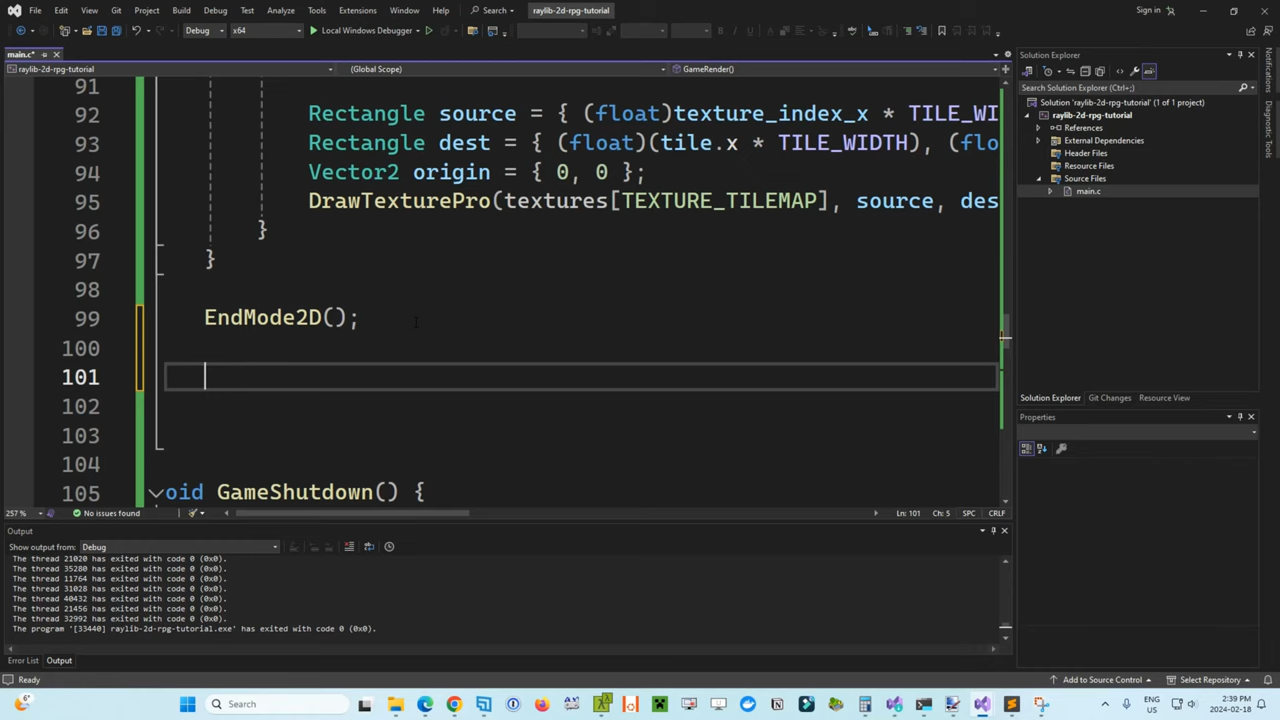 File Edit View Git Project Build Debug Test Analyze Tools Extensions Window Help Search raylib-2d-rpg-tutorial Sign in
Debug x64 Local Windows Debugger
main.c*
raylib-2d-rpg-tutorial (Global Scope) GameRender()
91
92 Rectangle source = { (float)texture_index_x * TILE_WI
93 Rectangle dest = { (float)(tile.x * TILE_WIDTH), (flo
94 Vector2 origin = { 0, 0 };
95 DrawTexturePro(textures[TEXTURE_TILEMAP], source, des
96 }
97 }
98
99 EndMode2D();
100
101
102
103
104
105 oid GameShutdown() {
257 % No issues found Ln: 101 Ch: 5 SPC CRLF
Output
Show output from: Debug
The thread 21020 has exited with code 0 (0x0).
The thread 35280 has exited with code 0 (0x0).
The thread 11764 has exited with code 0 (0x0).
The thread 31028 has exited with code 0 (0x0).
The thread 40432 has exited with code 0 (0x0).
The thread 21456 has exited with code 0 (0x0).
The thread 32992 has exited with code 0 (0x0).
The program '[33440] raylib-2d-rpg-tutorial.exe' has exited with code 0 (0x0).
Error List Output
Ready Add to Source Control Select Repository
Solution Explorer
Search Solution Explorer (Ctrl+;)
Solution 'raylib-2d-rpg-tutorial' (1 of 1 project)
raylib-2d-rpg-tutorial
References
External Dependencies
Header Files
Resource Files
Source Files
main.c
Solution Explorer Git Changes Resource View
Properties
Notifications
Diagnostic Tools
6° Search ENG US 2:39 PM 2024-02-18